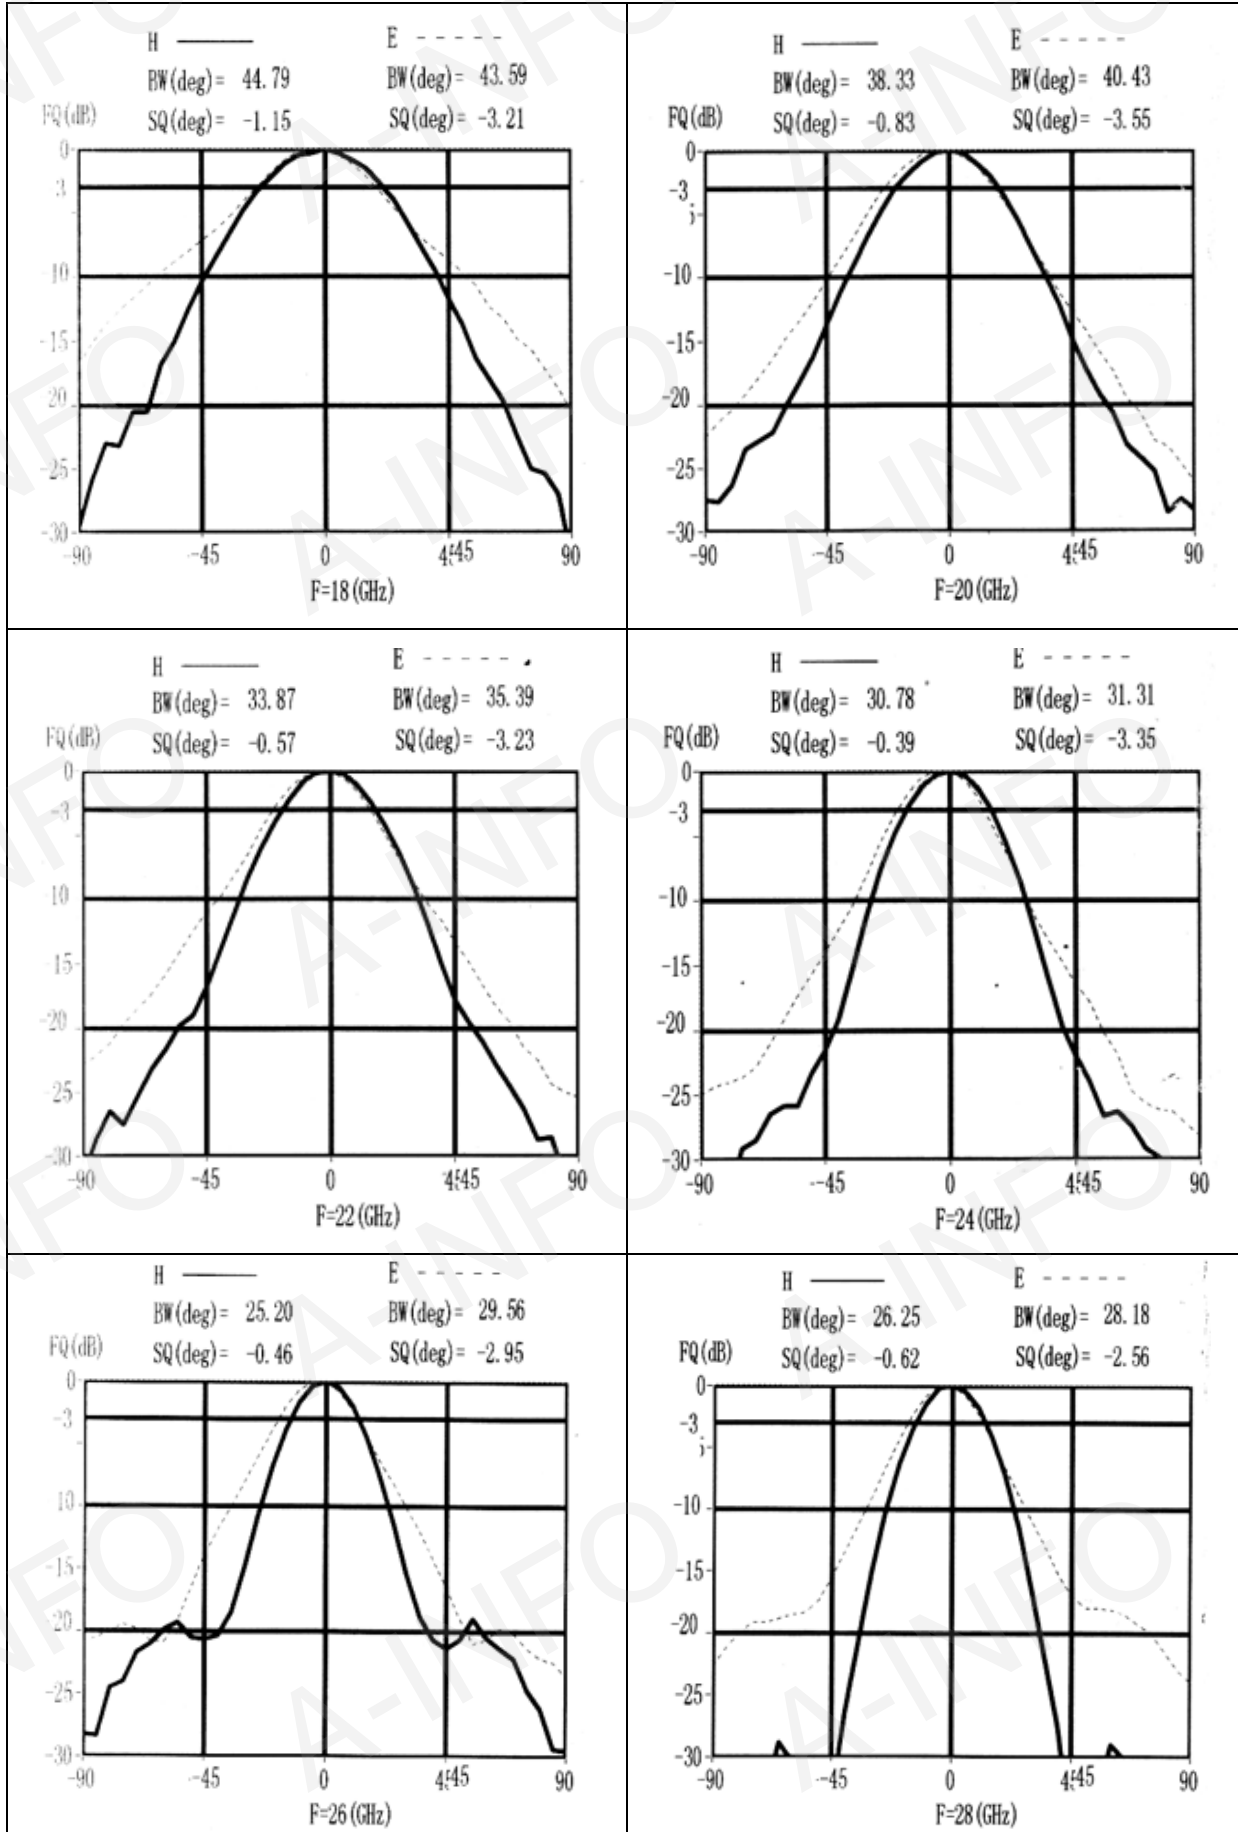 H E
BW(deg)= 44.79 BW(deg)= 43.59
FQ(dB) SQ(deg)= -1.15 SQ(deg)= -3.21
0
3
-10
-15
20
-25
-30
-90 -45 0 45 90
F=18(GHz)
H E
BW(deg)= 38.33 BW(deg)= 40.43
FQ(dB) SQ(deg)= -0.83 SQ(deg)= -3.55
0
-3
-10
-15
-20
-25
-30
-90 -45 0 45 90
F=20(GHz)
H E
BW(deg)= 33.87 BW(deg)= 35.39
FQ(dB) SQ(deg)= -0.57 SQ(deg)= -3.23
0
-3
10
-15
-20
-25
-30
-90 -45 0 45 90
F=22(GHz)
H E
BW(deg)= 30.78 BW(deg)= 31.31
FQ(dB) SQ(deg)= -0.39 SQ(deg)= -3.35
0
-3
-10
-15
-20
-25
-30
-90 -45 0 45 90
F=24(GHz)
H E
BW(deg)= 25.20 BW(deg)= 29.56
FQ(dB) SQ(deg)= -0.46 SQ(deg)= -2.95
0
-3
10
-15
-20
-25
-30
-90 -45 0 45 90
F=26(GHz)
H E
BW(deg)= 26.25 BW(deg)= 28.18
FQ(dB) SQ(deg)= -0.62 SQ(deg)= -2.56
0
-3
-10
-15
-20
-25
-30
-90 -45 0 45 90
F=28(GHz)
A-INFO